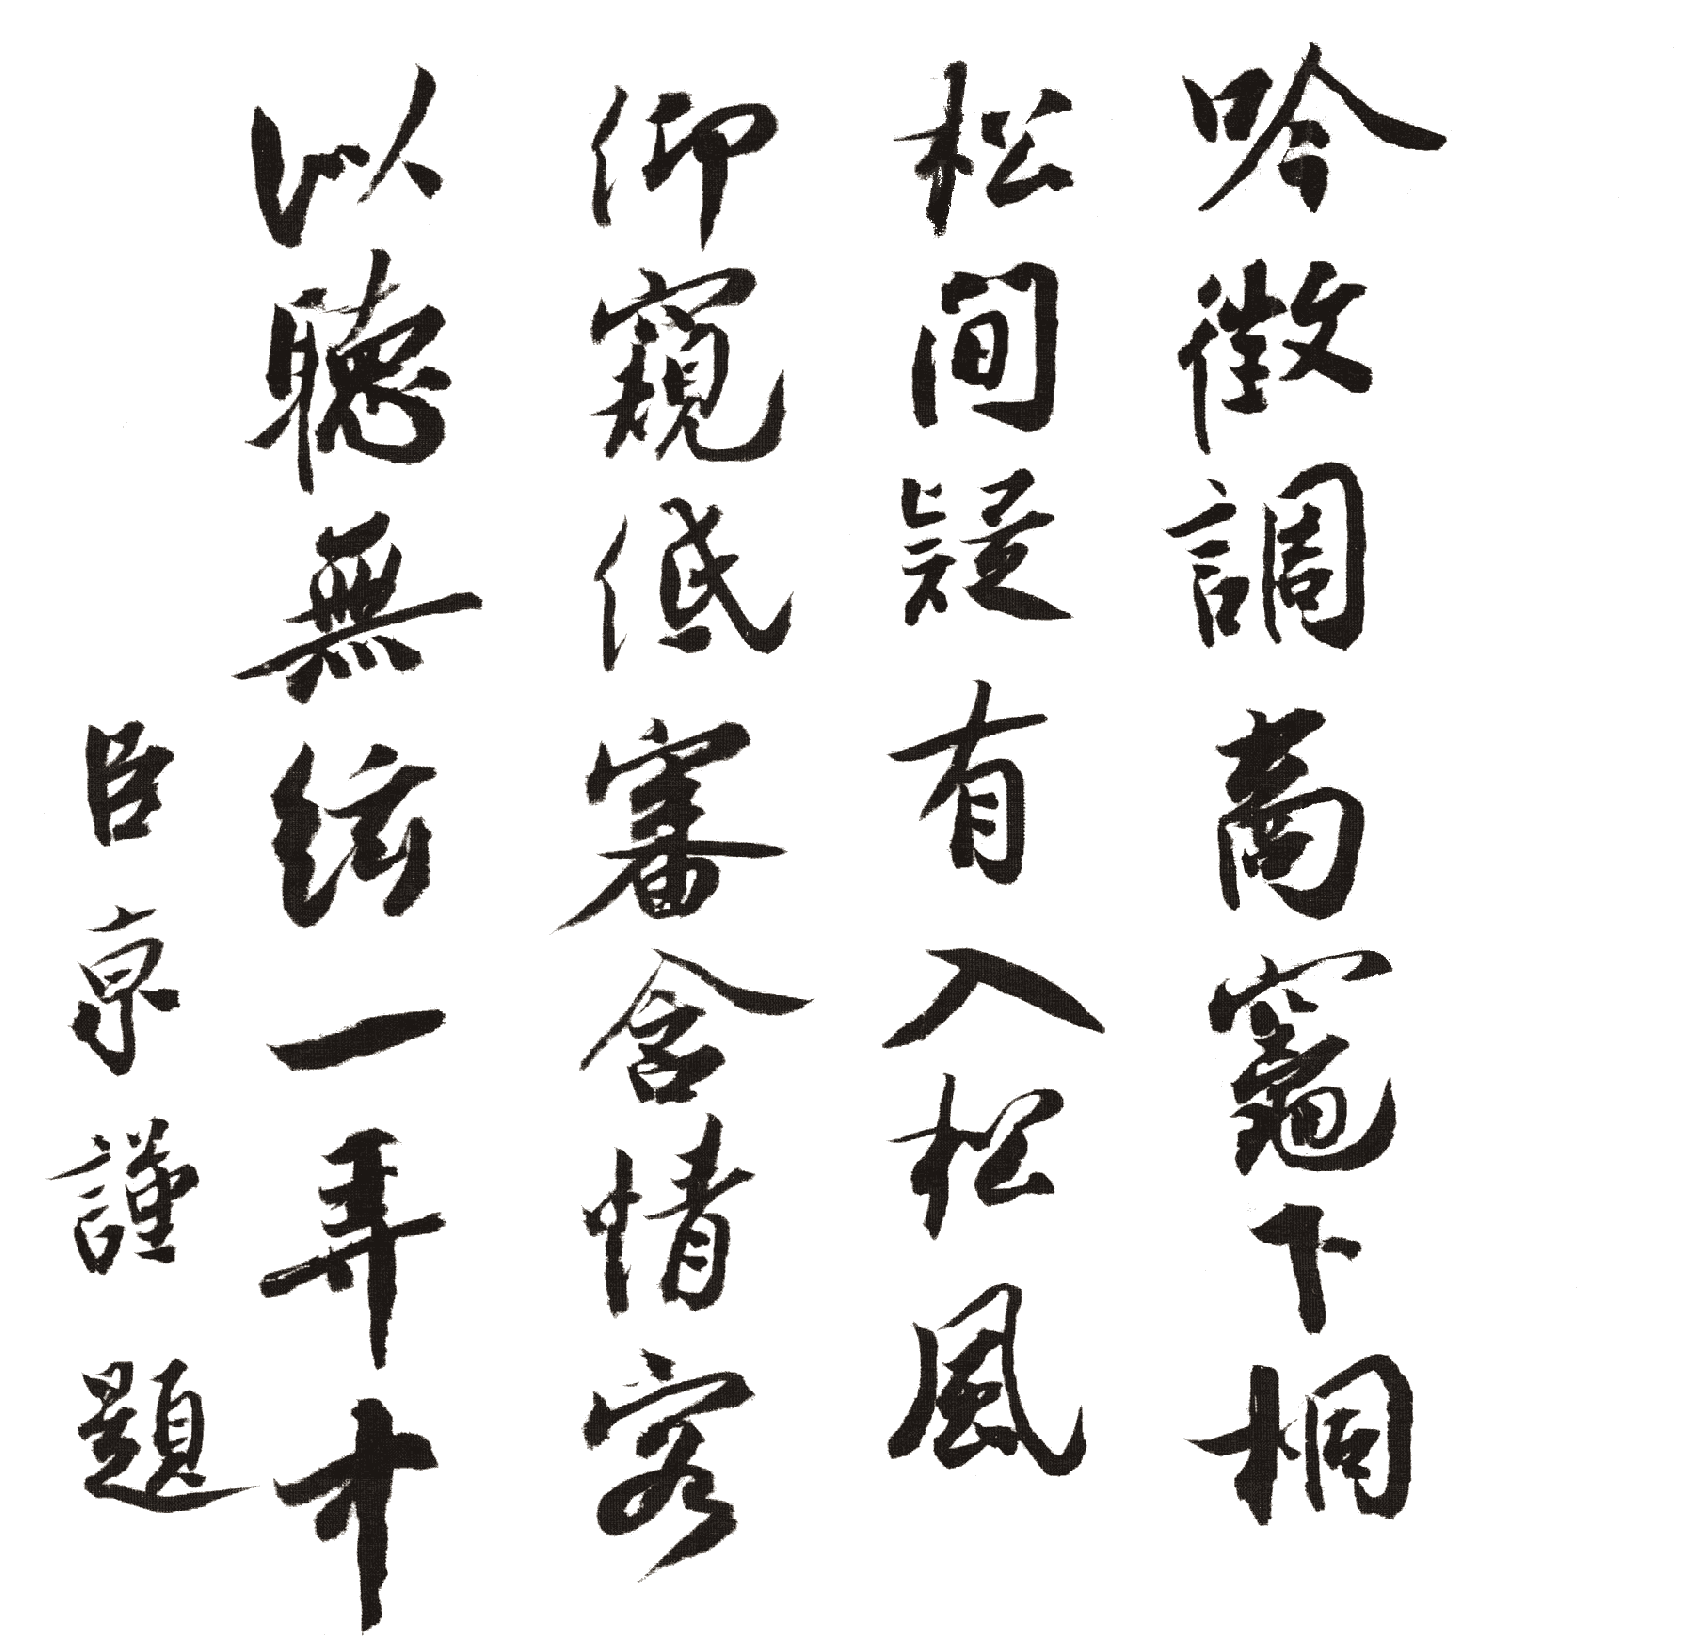 吟徵調商竈下桐
松間疑有入松風
仰窺低審含情客
以聽無絃一弄中
臣京謹題